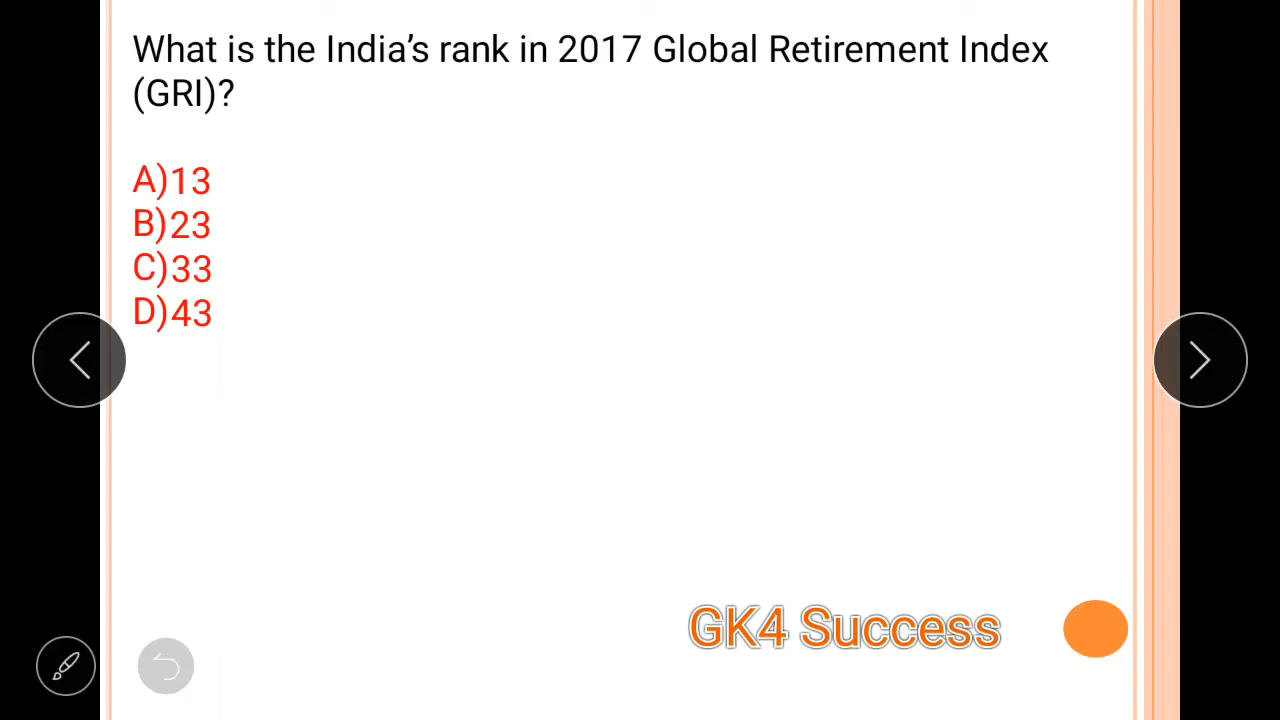 What is the India’s rank in 2017 Global Retirement Index
(GRI)?
A)13
B)23
C)33
D)43
GK4 Success